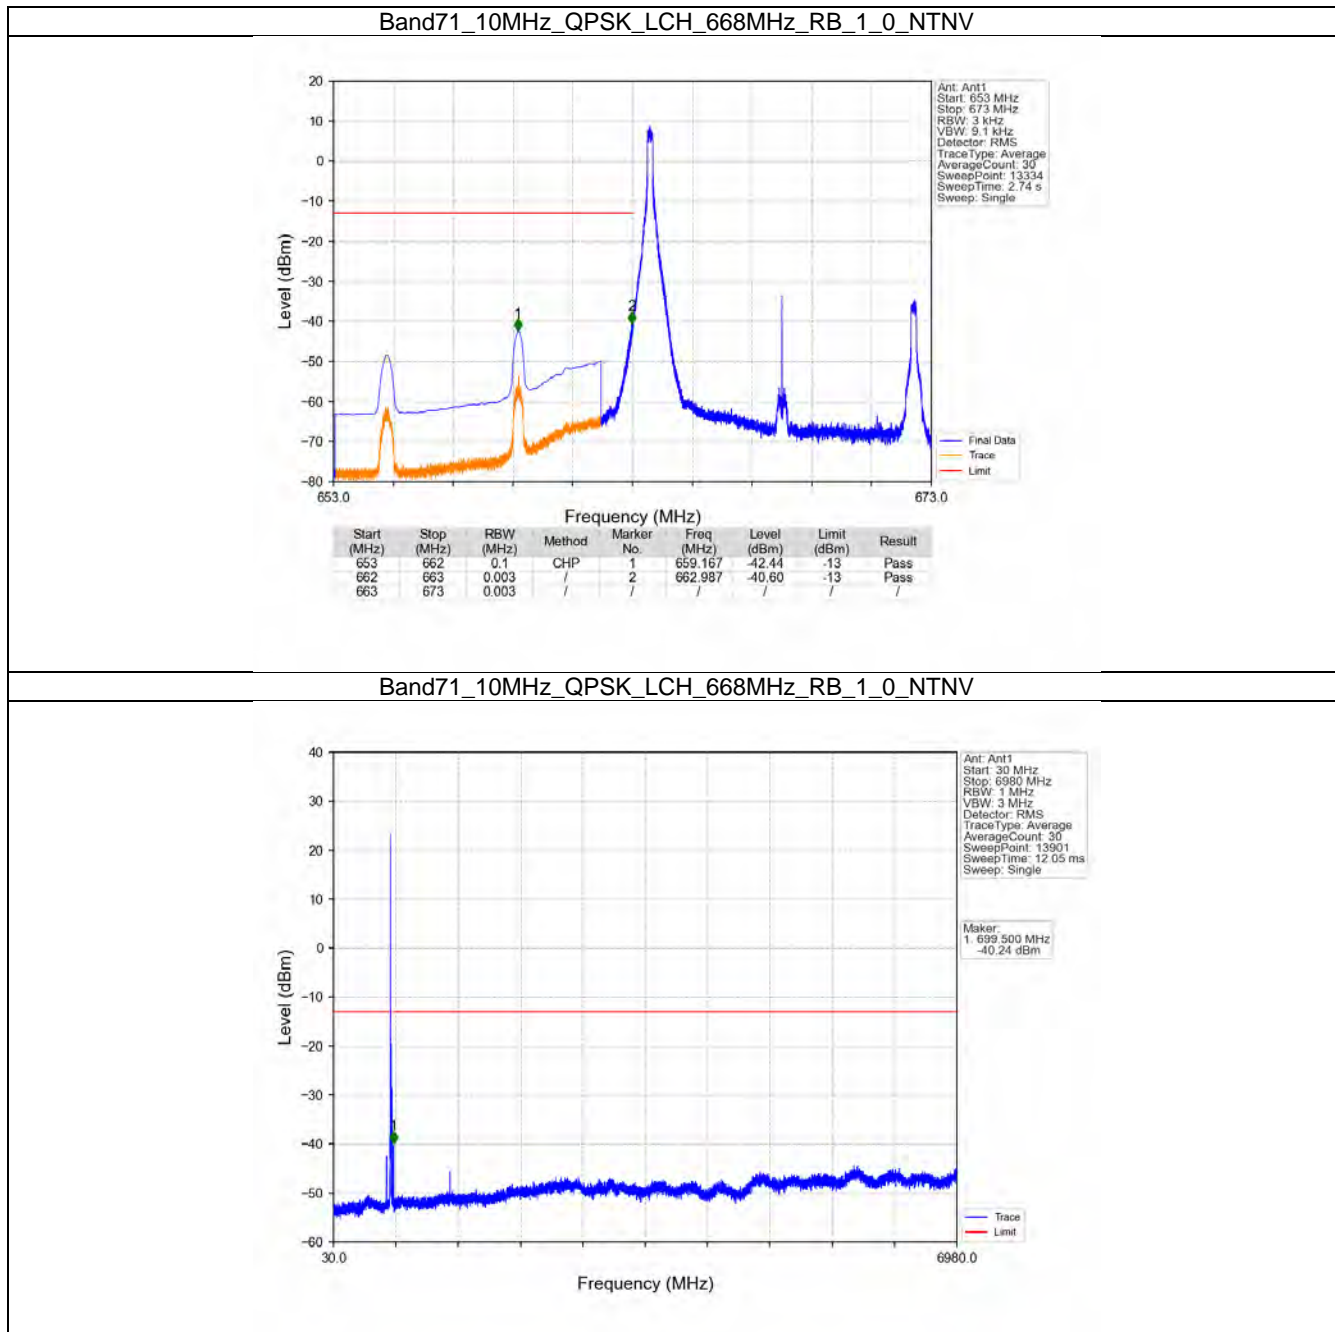 Band71_10MHz_QPSK_LCH_668MHz_RB_1_0_NTNV
Ant: Ant1
Start: 653 MHz
Stop: 673 MHz
RBW: 3 kHz
VBW: 9.1 kHz
Detector: RMS
TraceType: Average
AverageCount: 30
SweepPoint: 13334
SweepTime: 2.74 s
Sweep: Single
20
10
0
−10
−20
−30
−40
−50
−60
−70
−80
Level (dBm)
1
2
Final Data
Trace
Limit
653.0
673.0
Frequency (MHz)
Start (MHz) Stop (MHz) RBW (MHz) Method Marker No. Freq (MHz) Level (dBm) Limit (dBm) Result
653 662 0.1 CHP 1 659.167 -42.44 -13 Pass
662 663 0.003 / 2 662.987 -40.60 -13 Pass
663 673 0.003 / / / / / /
Band71_10MHz_QPSK_LCH_668MHz_RB_1_0_NTNV
Ant: Ant1
Start: 30 MHz
Stop: 6980 MHz
RBW: 1 MHz
VBW: 3 MHz
Detector: RMS
TraceType: Average
AverageCount: 30
SweepPoint: 13901
SweepTime: 12.05 ms
Sweep: Single
Maker:
1. 699.500 MHz
-40.24 dBm
40
30
20
10
0
−10
−20
−30
−40
−50
−60
Level (dBm)
1
Trace
Limit
30.0
6980.0
Frequency (MHz)